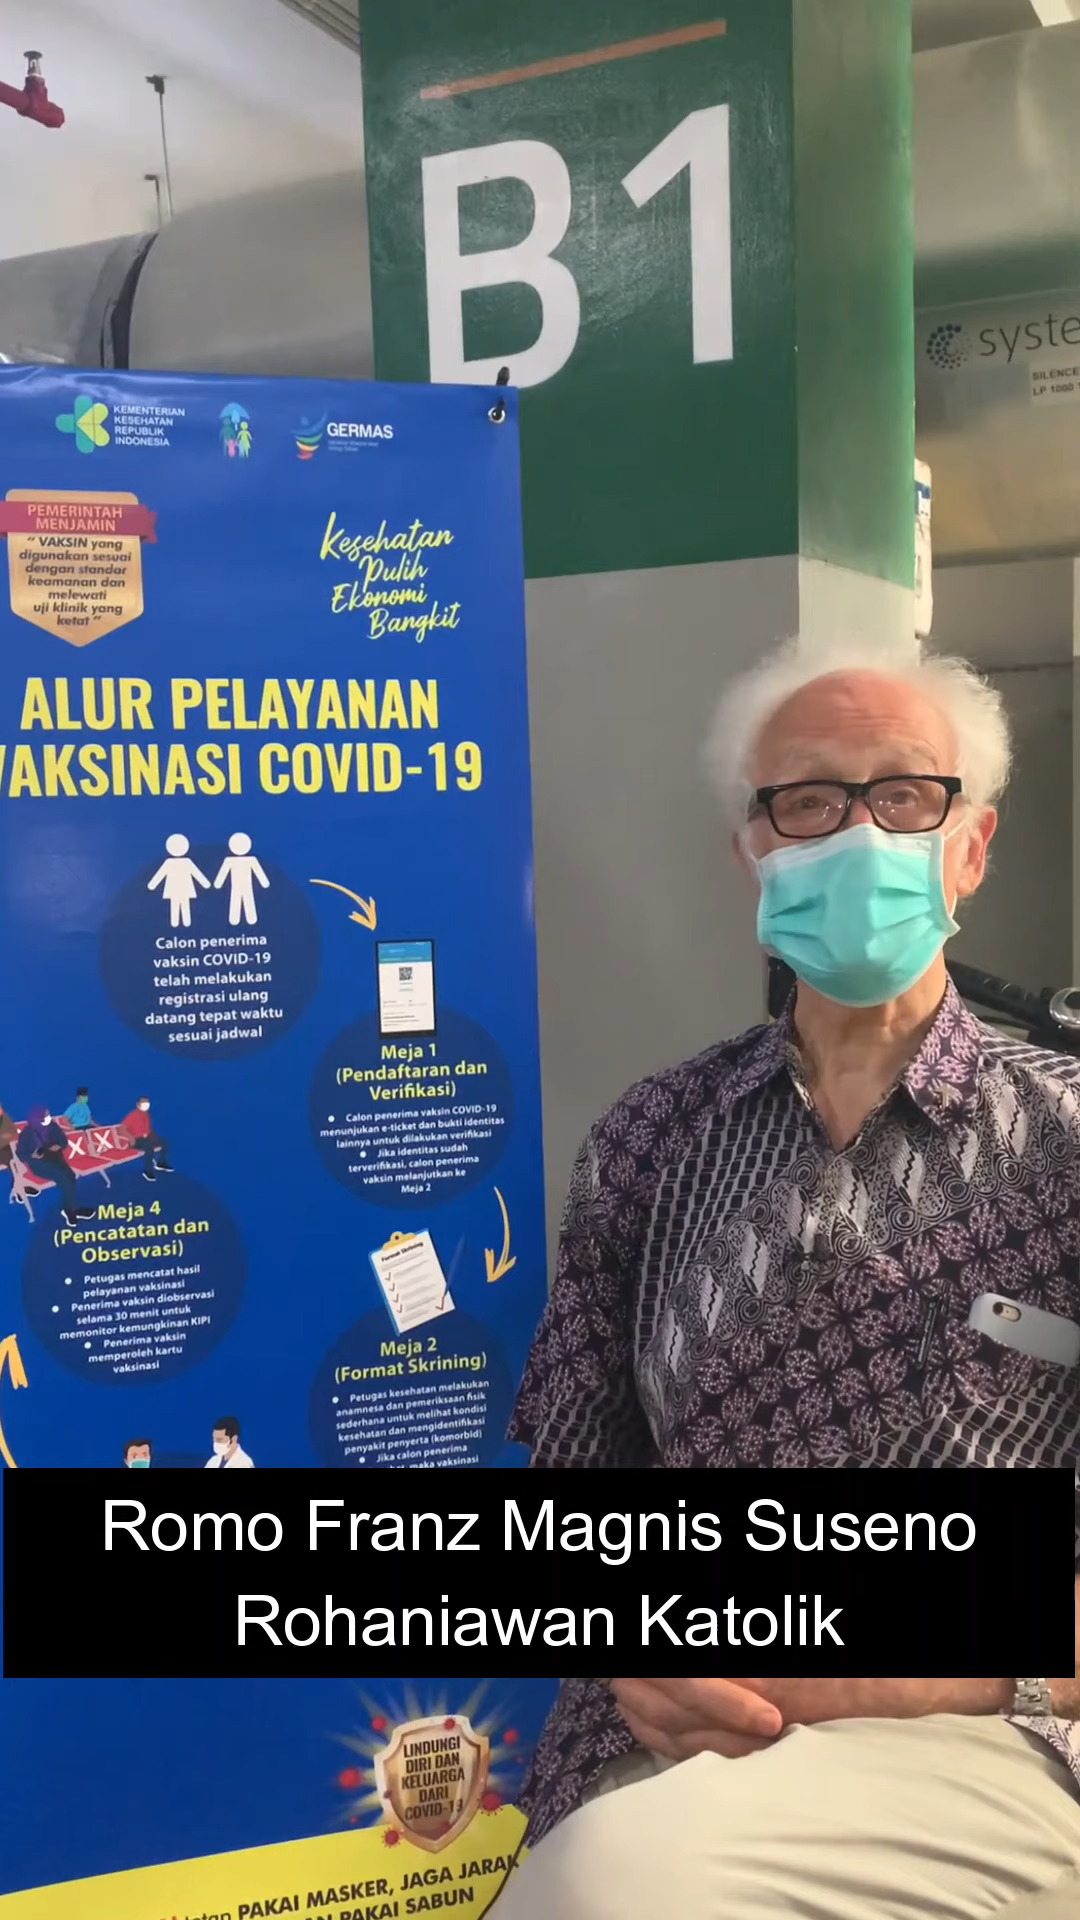 B1
syste
SILENCE
LP 1000
KEMENTERIAN
KESEHATAN
REPUBLIK
INDONESIA
GERMAS
PEMERINTAH
MENJAMIN
" VAKSIN yang
digunakan sesuai
dengan standar
keamanan dan
melewati
uji klinik yang
ketat "
Kesehatan
Pulih
Ekonomi
Bangkit
ALUR PELAYANAN
VAKSINASI COVID-19
Calon penerima
vaksin COVID-19
telah melakukan
registrasi ulang
datang tepat waktu
sesuai jadwal
Meja 1
(Pendaftaran dan
Verifikasi)
• Calon penerima vaksin COVID-19
menunjukan e-ticket dan bukti identitas
lainnya untuk dilakukan verifikasi
• Jika identitas sudah
terverifikasi, calon penerima
vaksin melanjutkan ke
Meja 2
Meja 4
(Pencatatan dan
Observasi)
• Petugas mencatat hasil
pelayanan vaksinasi
• Penerima vaksin diobservasi
selama 30 menit untuk
memonitor kemungkinan KIPI
• Penerima vaksin
memperoleh kartu
vaksinasi
Format Skrining
Meja 2
(Format Skrining)
• Petugas kesehatan melakukan
anamnesa dan pemeriksaan fisik
sederhana untuk melihat kondisi
kesehatan dan mengidentifikasi
penyakit penyerta (komorbid)
• Jika calon penerima
maka vaksinasi
Romo Franz Magnis Suseno
Rohaniawan Katolik
LINDUNGI
DIRI DAN
KELUARGA
DARI
COVID-19
PAKAI MASKER, JAGA JARAK
PAKAI SABUN